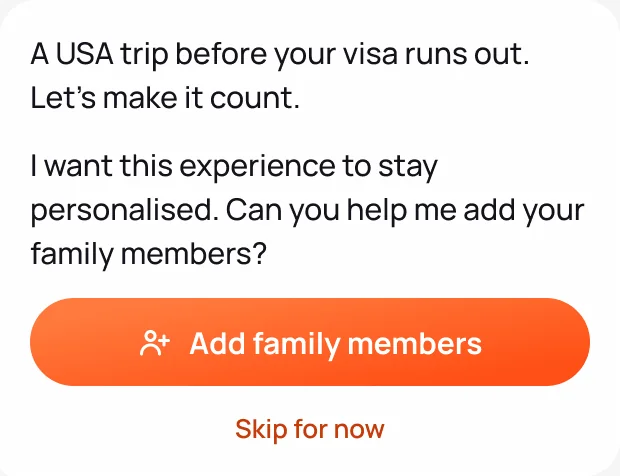 A USA trip before your visa runs out.
Let’s make it count.
I want this experience to stay
personalised. Can you help me add your
family members?
Add family members
Skip for now